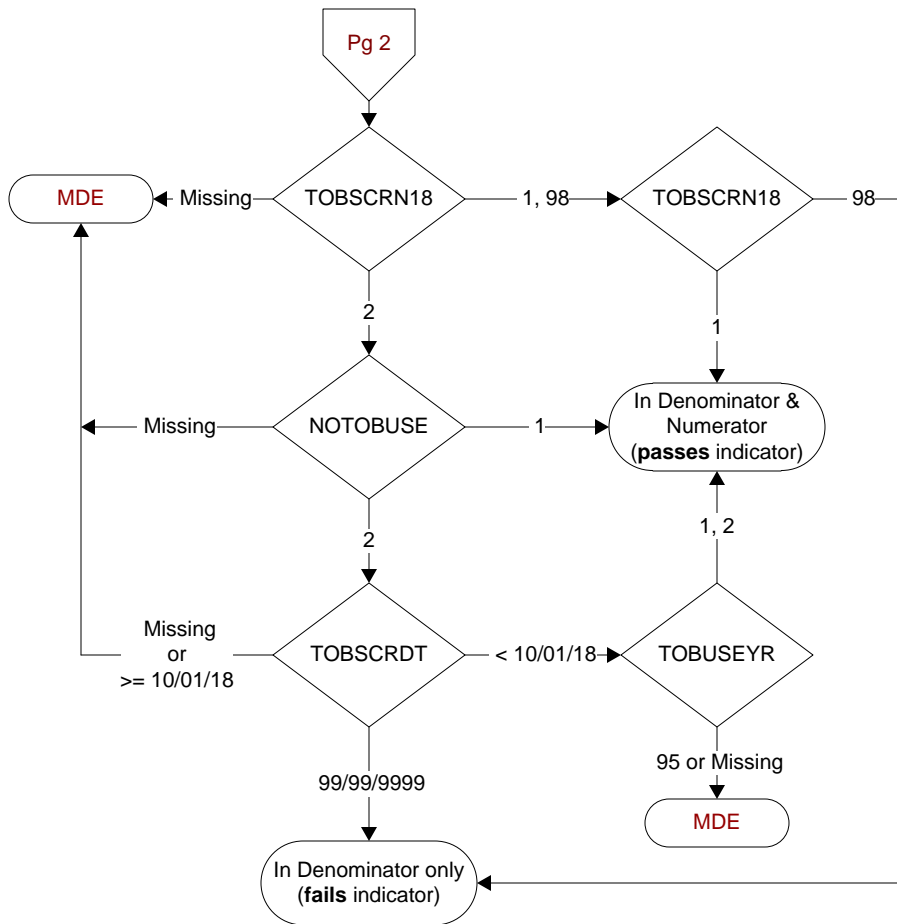 Pg 2
MDE
Missing
TOBSCRN18
1, 98
TOBSCRN18
98
2
1
Missing
NOTOBUSE
1
In Denominator &
Numerator
(passes indicator)
2
1, 2
Missing
or
>= 10/01/18
TOBSCRDT
< 10/01/18
TOBUSEYR
99/99/9999
95 or Missing
MDE
In Denominator only
(fails indicator)